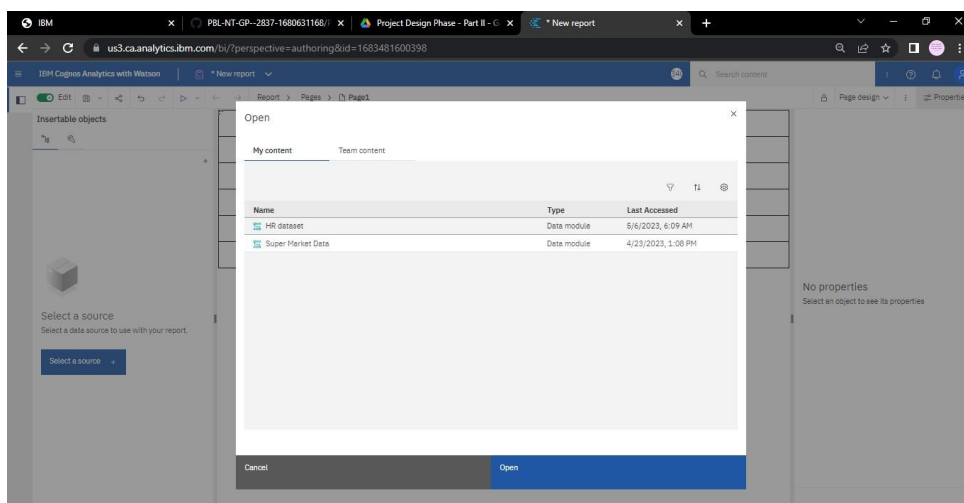 IBM
PBL-NT-GP--2837-1680631168/
Project Design Phase - Part II - G
* New report
us3.ca.analytics.ibm.com/bi/?perspective=authoring&id=1683481600398
IBM Cognos Analytics with Watson
* New report
Search content
Edit
Report > Pages > Page1
Page design
Propertie
Insertable objects
Open
My content
Team content
Name Type Last Accessed
HR dataset Data module 5/6/2023, 6:09 AM
Super Market Data Data module 4/23/2023, 1:08 PM
Select a source
Select a data source to use with your report.
Select a source +
No properties
Select an object to see its properties
Cancel
Open